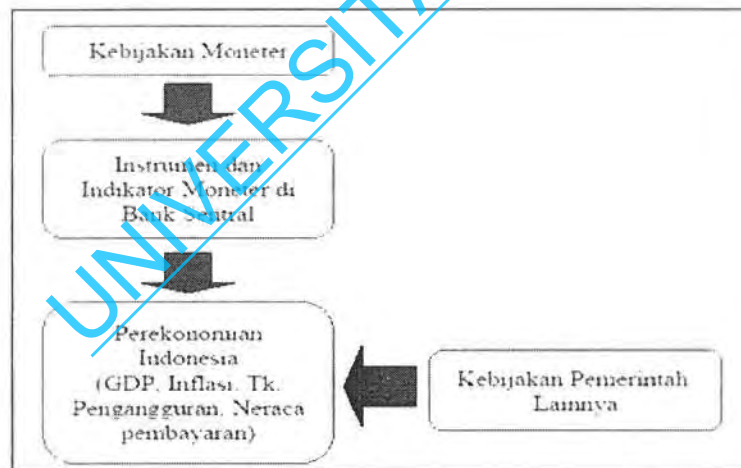 Kebijakan Moneter
Instrumen dan
Indikator Moneter di
Bank Sentral
Perekonomian
Indonesia
(GDP, Inflasi, Tk.
Pengangguran, Neraca
pembayaran)
Kebijakan Pemerintah
Lainnya
UNIVERSITA